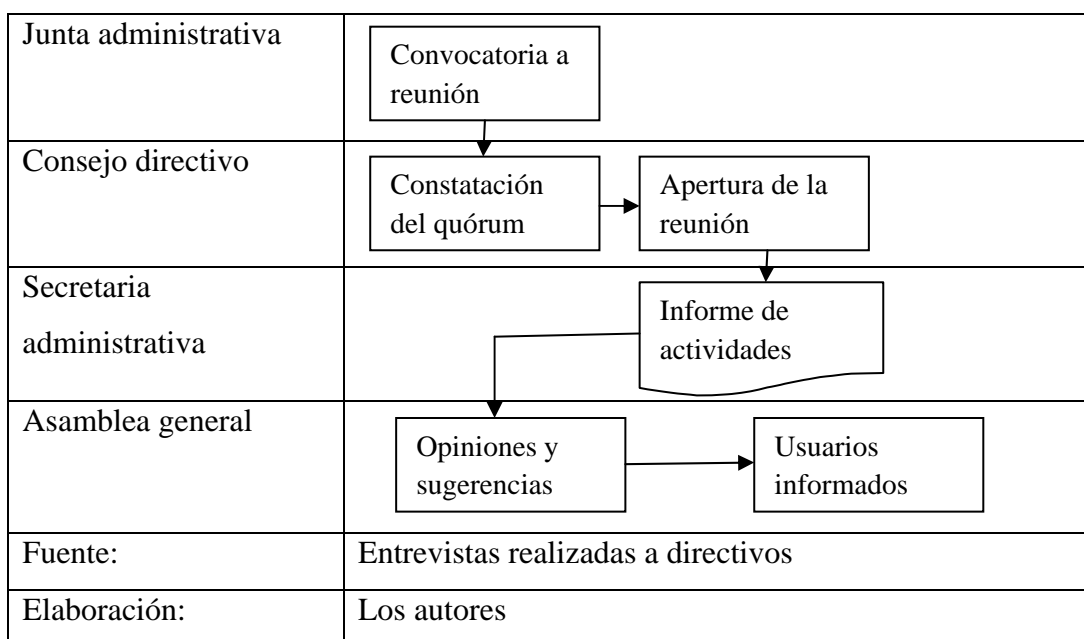 Junta administrativa
Convocatoria a
reunión
Consejo directivo
Constatación
del quórum
Apertura de la
reunión
Secretaria
administrativa
Informe de
actividades
Asamblea general
Opiniones y
sugerencias
Usuarios
informados
Fuente:
Entrevistas realizadas a directivos
Elaboración:
Los autores